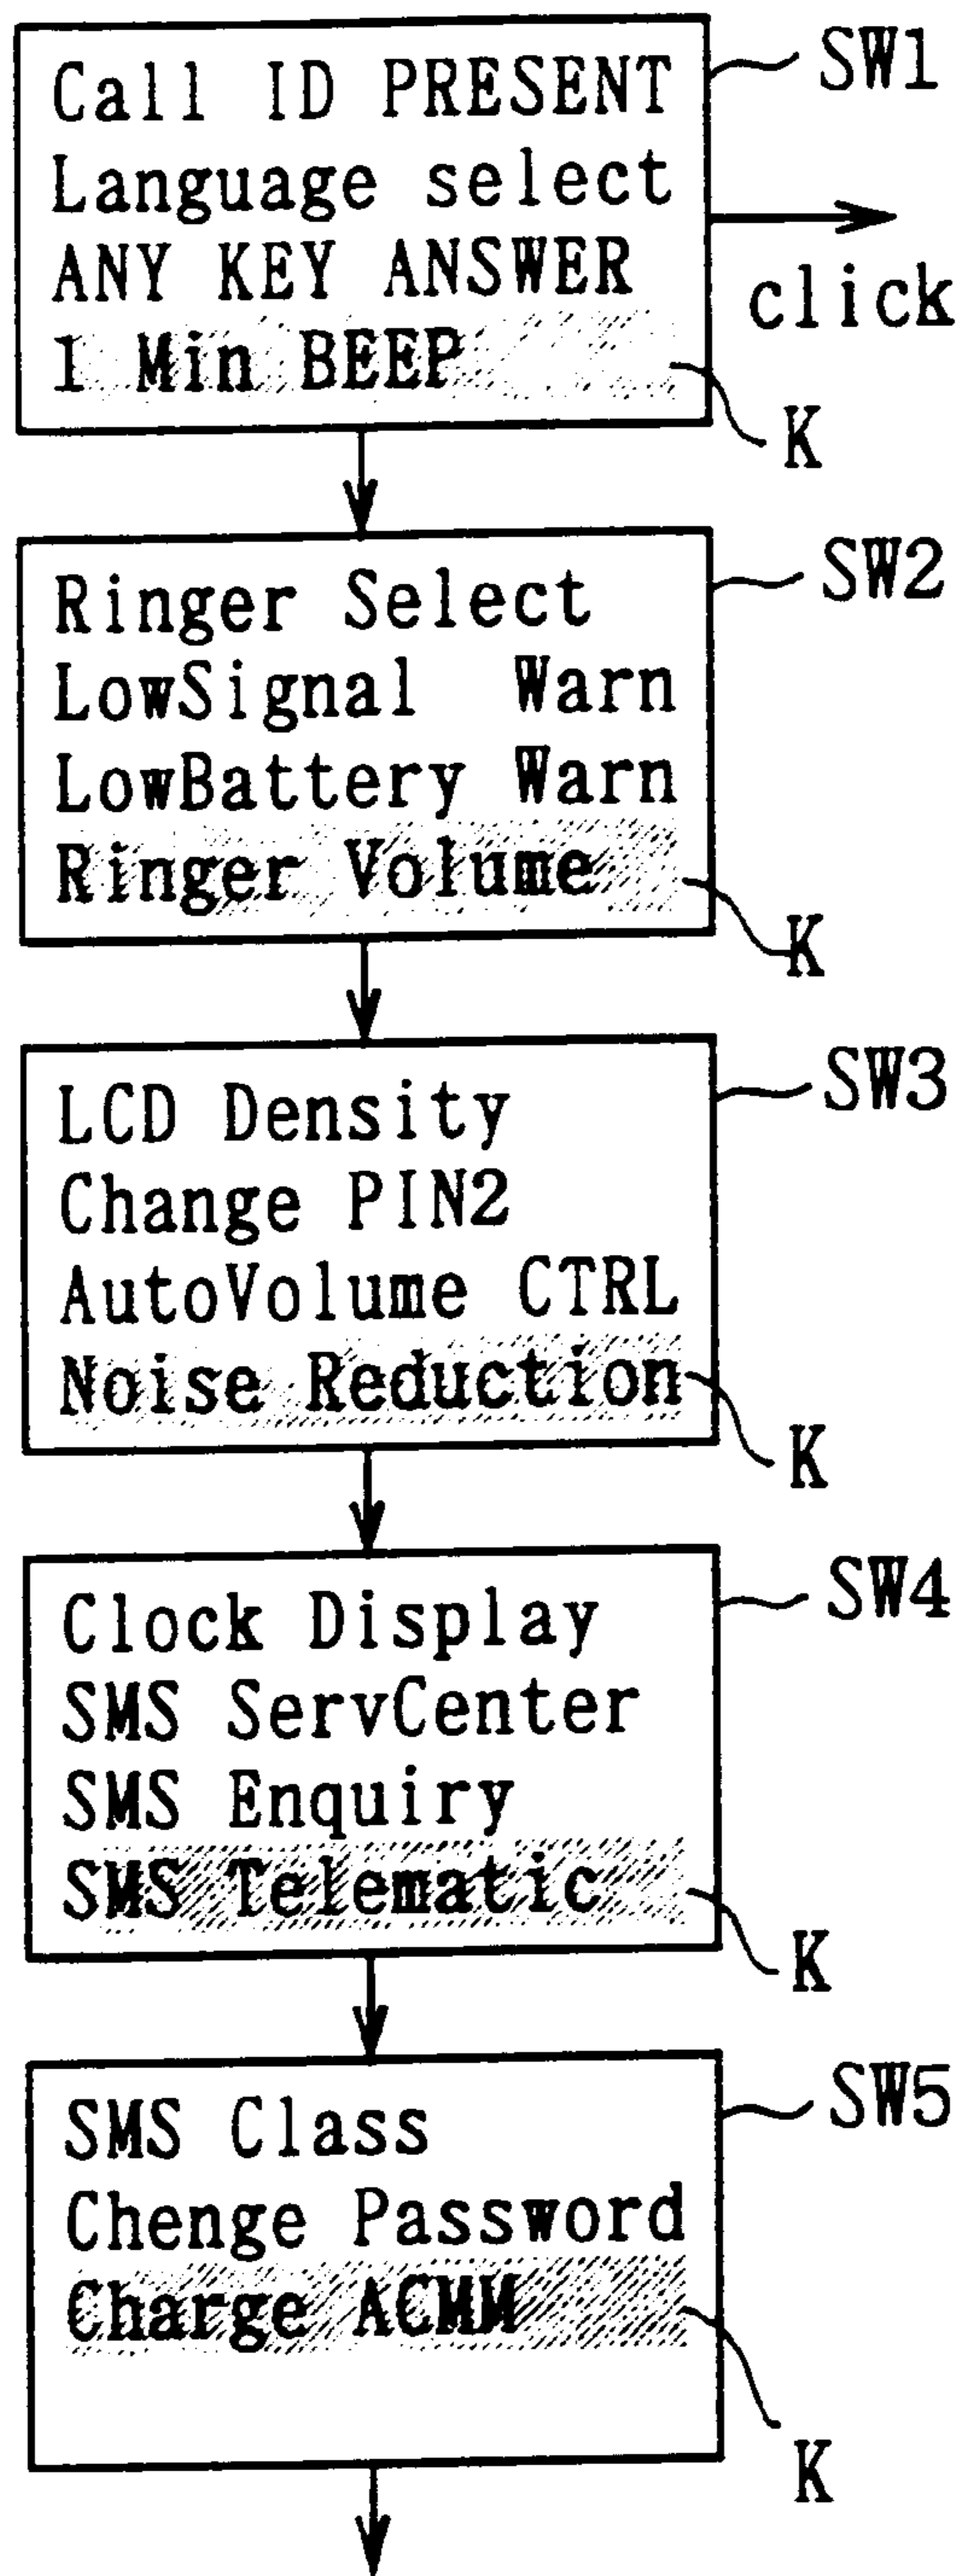 Call ID PRESENT
SW1
Language select
ANY KEY ANSWER
click
1 Min BEEP
K
Ringer Select
SW2
LowSignal Warn
LowBattery Warn
Ringer Volume
K
LCD Density
SW3
Change PIN2
AutoVolume CTRL
Noise Reduction
K
Clock Display
SW4
SMS ServCenter
SMS Enquiry
SMS Telematic
K
SMS Class
SW5
Chenge Password
Charge ACMM
K